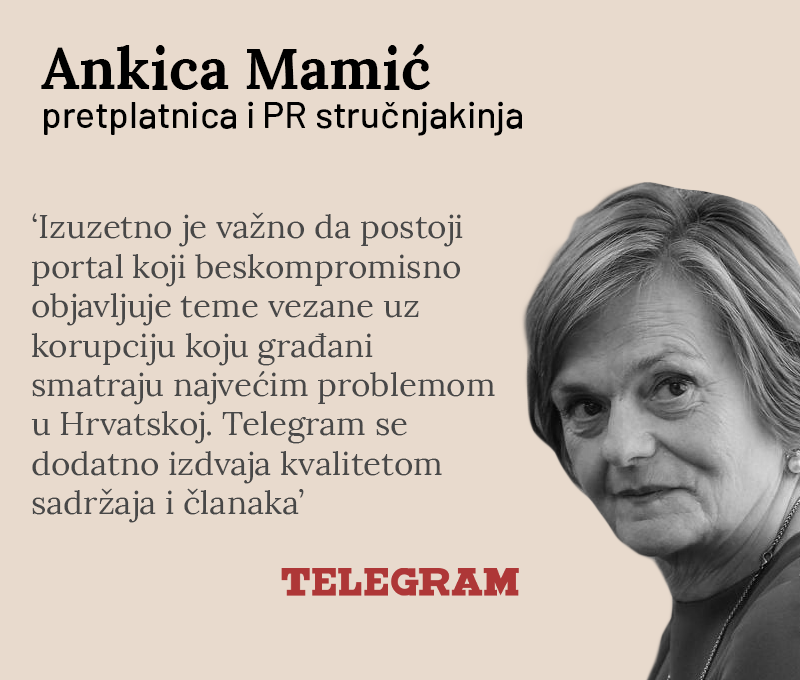 Ankica Mamić
pretplatnica i PR stručnjakinja
‘Izuzetno je važno da postoji
portal koji beskompromisno
objavljuje teme vezane uz
korupciju koju građani
smatraju najvećim problemom
u Hrvatskoj. Telegram se
dodatno izdvaja kvalitetom
sadržaja i članaka’
TELEGRAM